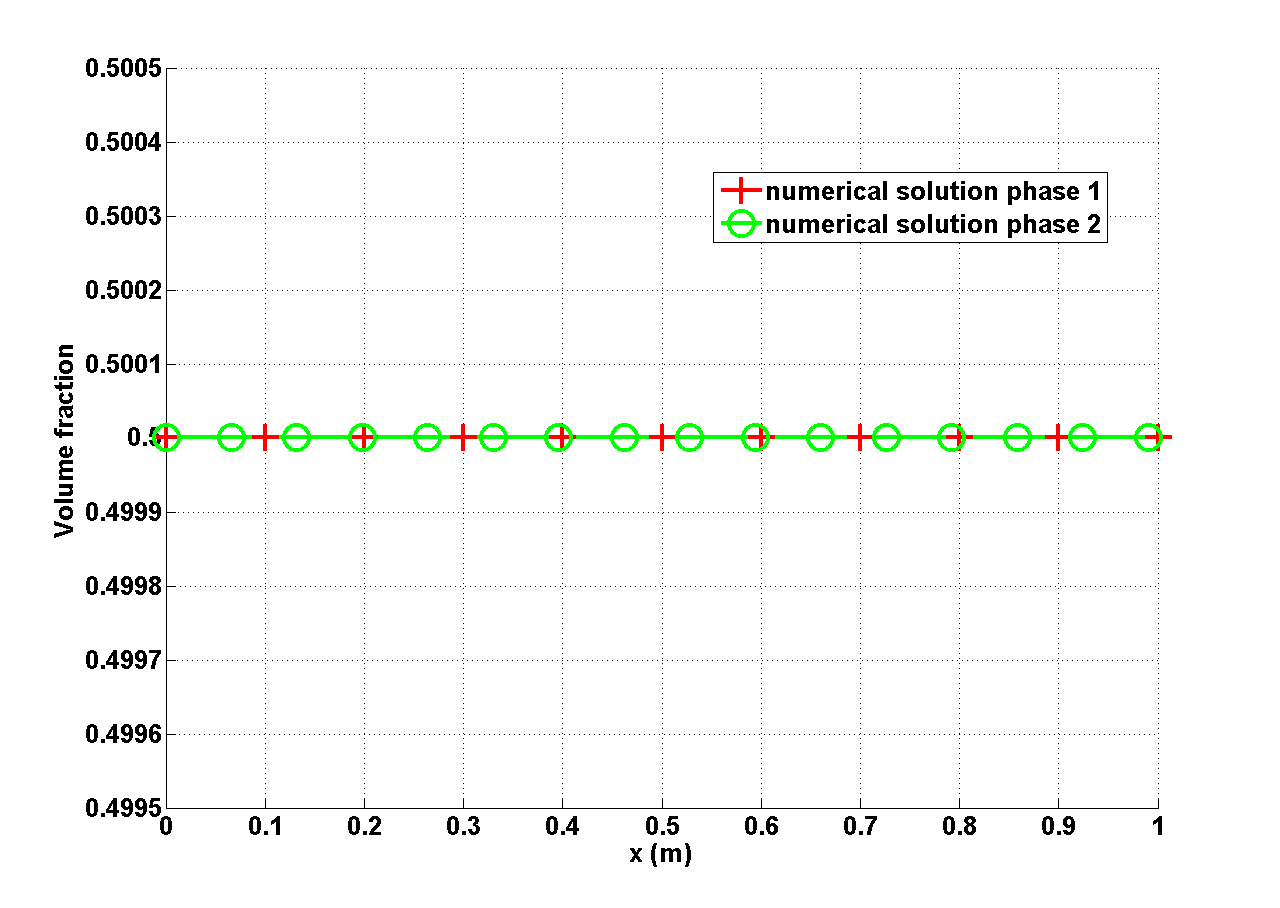 0.5005
0.5004
0.5003
0.5002
0.5001
0.5
0.4999
0.4998
0.4997
0.4996
0.4995
Volume fraction
numerical solution phase 1
numerical solution phase 2
0 0.1 0.2 0.3 0.4 0.5 0.6 0.7 0.8 0.9 1
x (m)